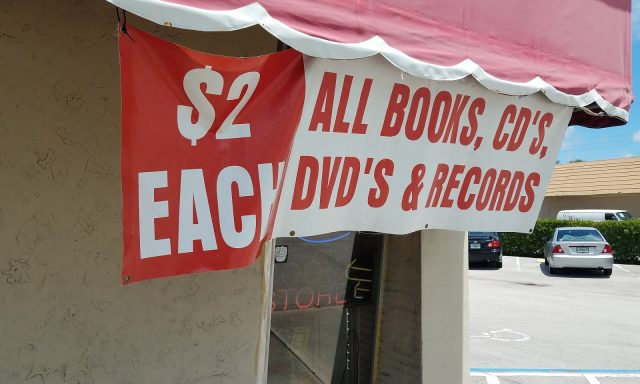 $2
EACH
ALL BOOKS, CD'S,
DVD'S & RECORDS
STORE